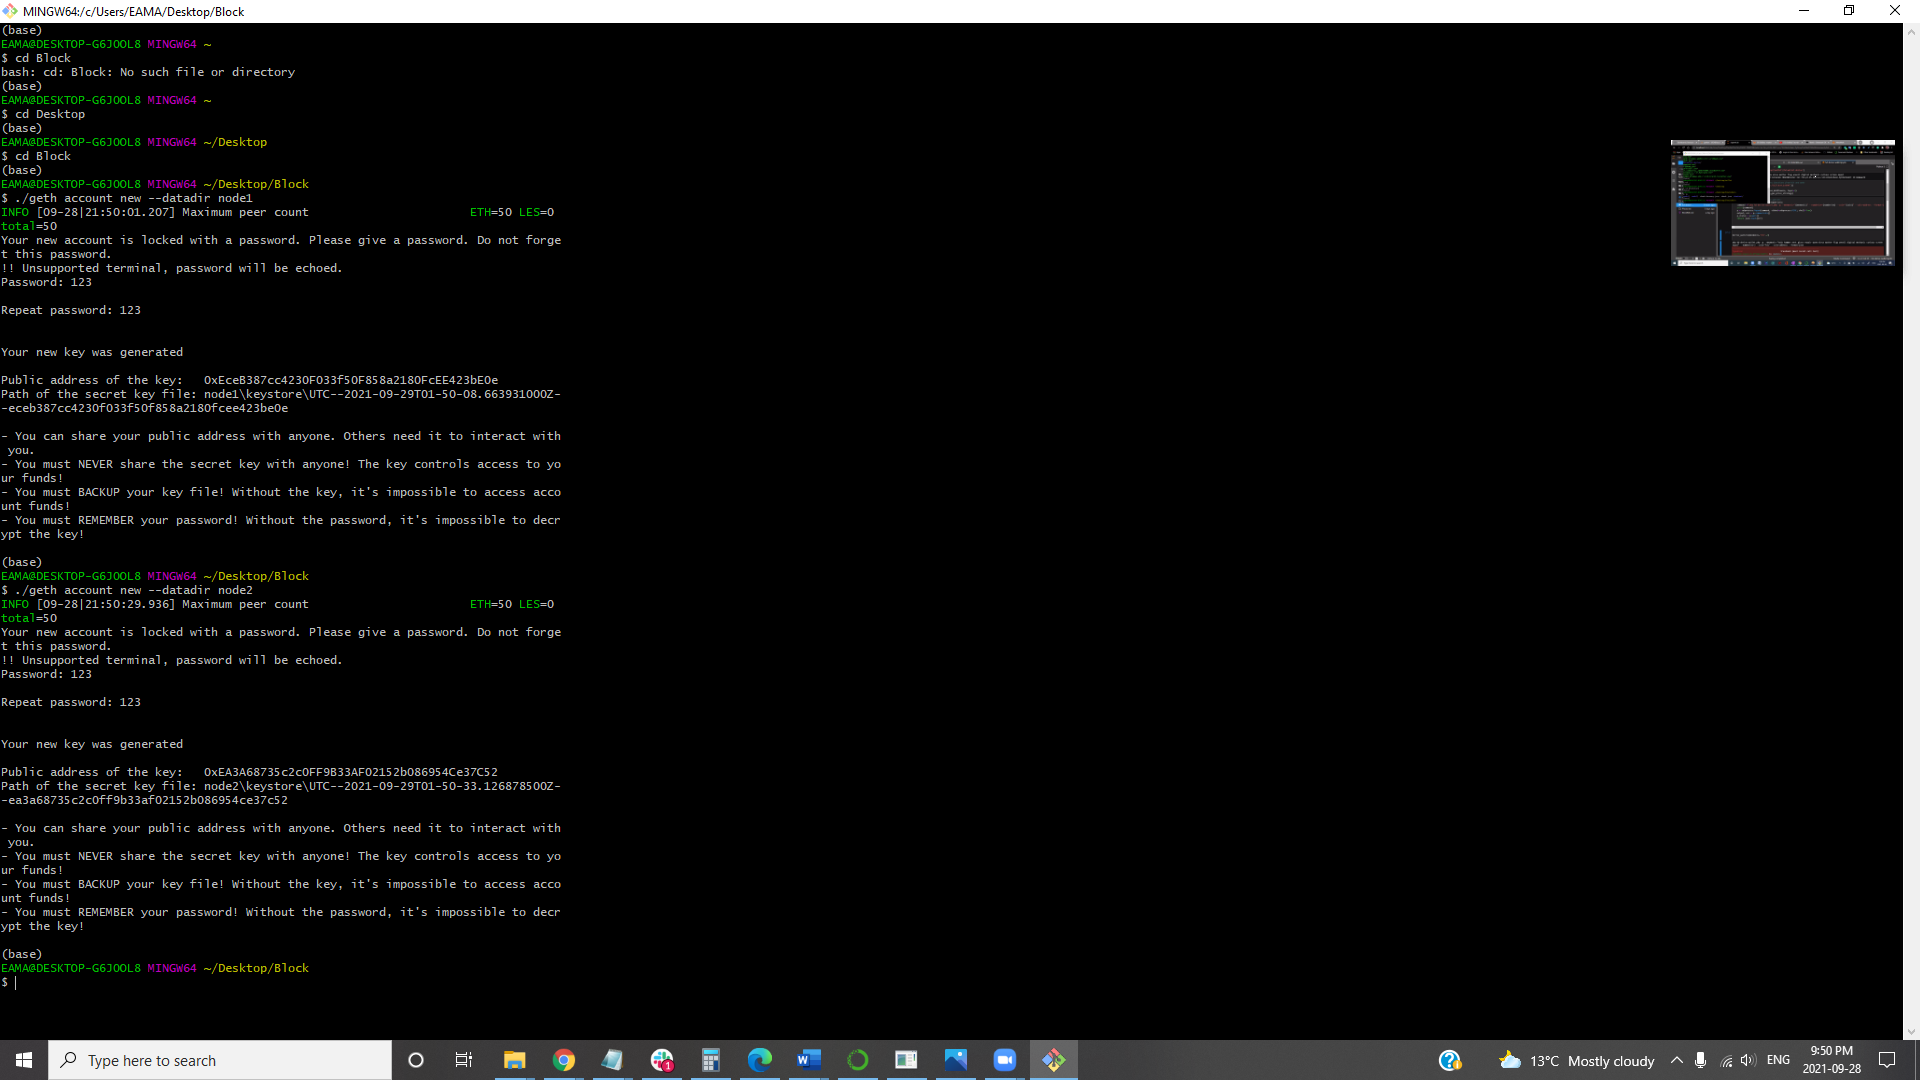 MINGW64:/c/Users/EAMA/Desktop/Block
(base)
EAMA@DESKTOP-G6JOOL8 MINGW64 ~
$ cd Block
bash: cd: Block: No such file or directory
(base)
EAMA@DESKTOP-G6JOOL8 MINGW64 ~
$ cd Desktop
(base)
EAMA@DESKTOP-G6JOOL8 MINGW64 ~/Desktop
$ cd Block
(base)
EAMA@DESKTOP-G6JOOL8 MINGW64 ~/Desktop/Block
$ ./geth account new --datadir node1
INFO [09-28|21:50:01.207] Maximum peer count ETH=50 LES=0
total=50
Your new account is locked with a password. Please give a password. Do not forge
t this password.
!! Unsupported terminal, password will be echoed.
Password: 123
Repeat password: 123
Your new key was generated
Public address of the key: 0xEceB387cc4230F033f50F858a2180FcEE423bE0e
Path of the secret key file: node1\keystore\UTC--2021-09-29T01-50-08.663931000Z-
-eceb387cc4230f033f50f858a2180fcee423be0e
- You can share your public address with anyone. Others need it to interact with
you.
- You must NEVER share the secret key with anyone! The key controls access to yo
ur funds!
- You must BACKUP your key file! Without the key, it's impossible to access acco
unt funds!
- You must REMEMBER your password! Without the password, it's impossible to decr
ypt the key!
(base)
EAMA@DESKTOP-G6JOOL8 MINGW64 ~/Desktop/Block
$ ./geth account new --datadir node2
INFO [09-28|21:50:29.936] Maximum peer count ETH=50 LES=0
total=50
Your new account is locked with a password. Please give a password. Do not forge
t this password.
!! Unsupported terminal, password will be echoed.
Password: 123
Repeat password: 123
Your new key was generated
Public address of the key: 0xEA3A68735c2c0FF9B33AF02152b086954Ce37C52
Path of the secret key file: node2\keystore\UTC--2021-09-29T01-50-33.126878500Z-
-ea3a68735c2c0ff9b33af02152b086954ce37c52
- You can share your public address with anyone. Others need it to interact with
you.
- You must NEVER share the secret key with anyone! The key controls access to yo
ur funds!
- You must BACKUP your key file! Without the key, it's impossible to access acco
unt funds!
- You must REMEMBER your password! Without the password, it's impossible to decr
ypt the key!
(base)
EAMA@DESKTOP-G6JOOL8 MINGW64 ~/Desktop/Block
$
Type here to search
1
13°C Mostly cloudy
ENG
9:50 PM
2021-09-28